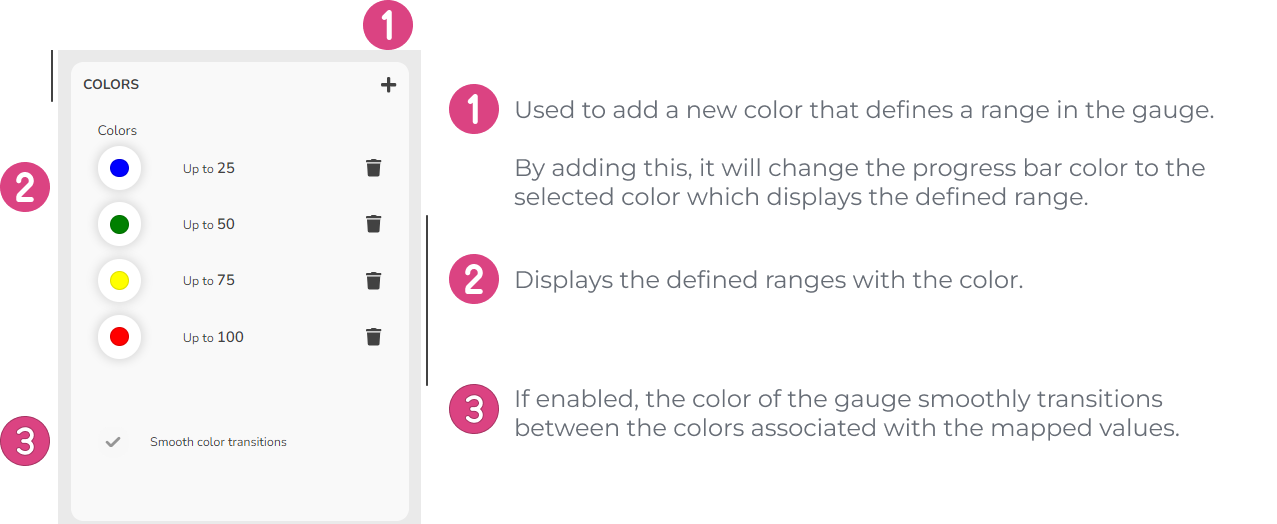 1
COLORS
Colors
Up to 25
2
Up to 50
Up to 75
Up to 100
3
Smooth color transitions
1 Used to add a new color that defines a range in the gauge.
By adding this, it will change the progress bar color to the
selected color which displays the defined range.
2 Displays the defined ranges with the color.
3 If enabled, the color of the gauge smoothly transitions
between the colors associated with the mapped values.